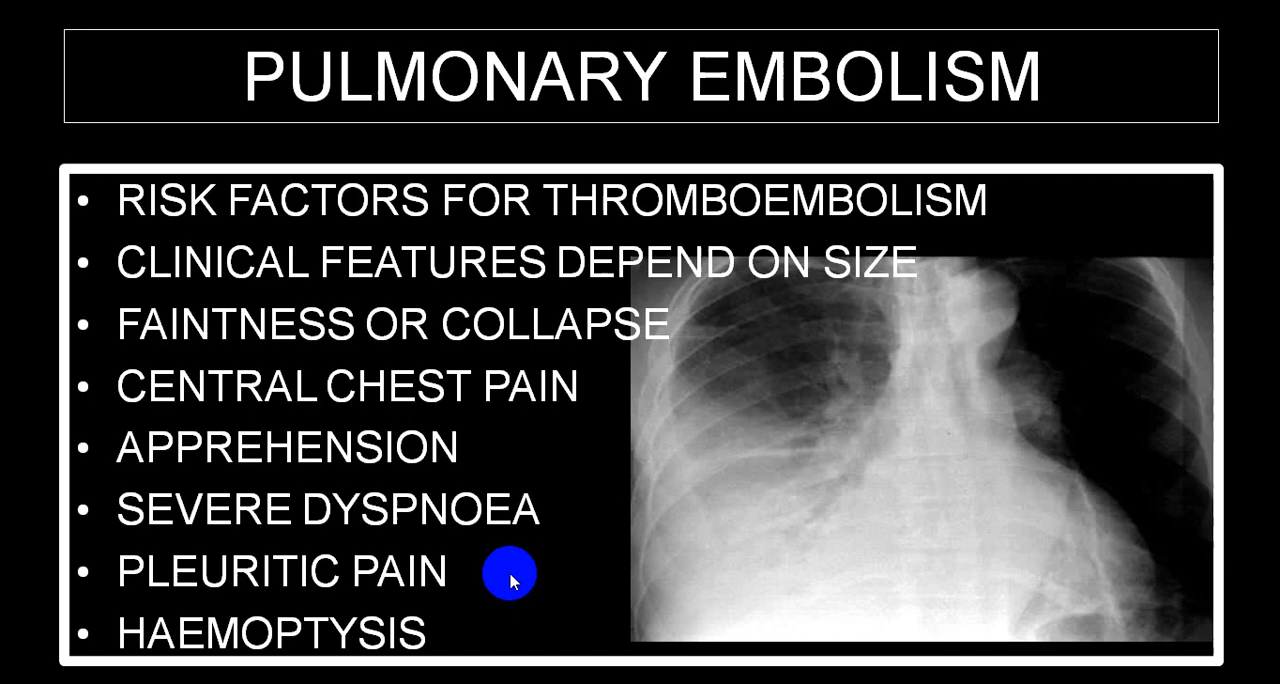 PULMONARY EMBOLISM
• RISK FACTORS FOR THROMBOEMBOLISM
• CLINICAL FEATURES DEPEND ON SIZE
• FAINTNESS OR COLLAPSE
• CENTRAL CHEST PAIN
• APPREHENSION
• SEVERE DYSPNOEA
• PLEURITIC PAIN
• HAEMOPTYSIS